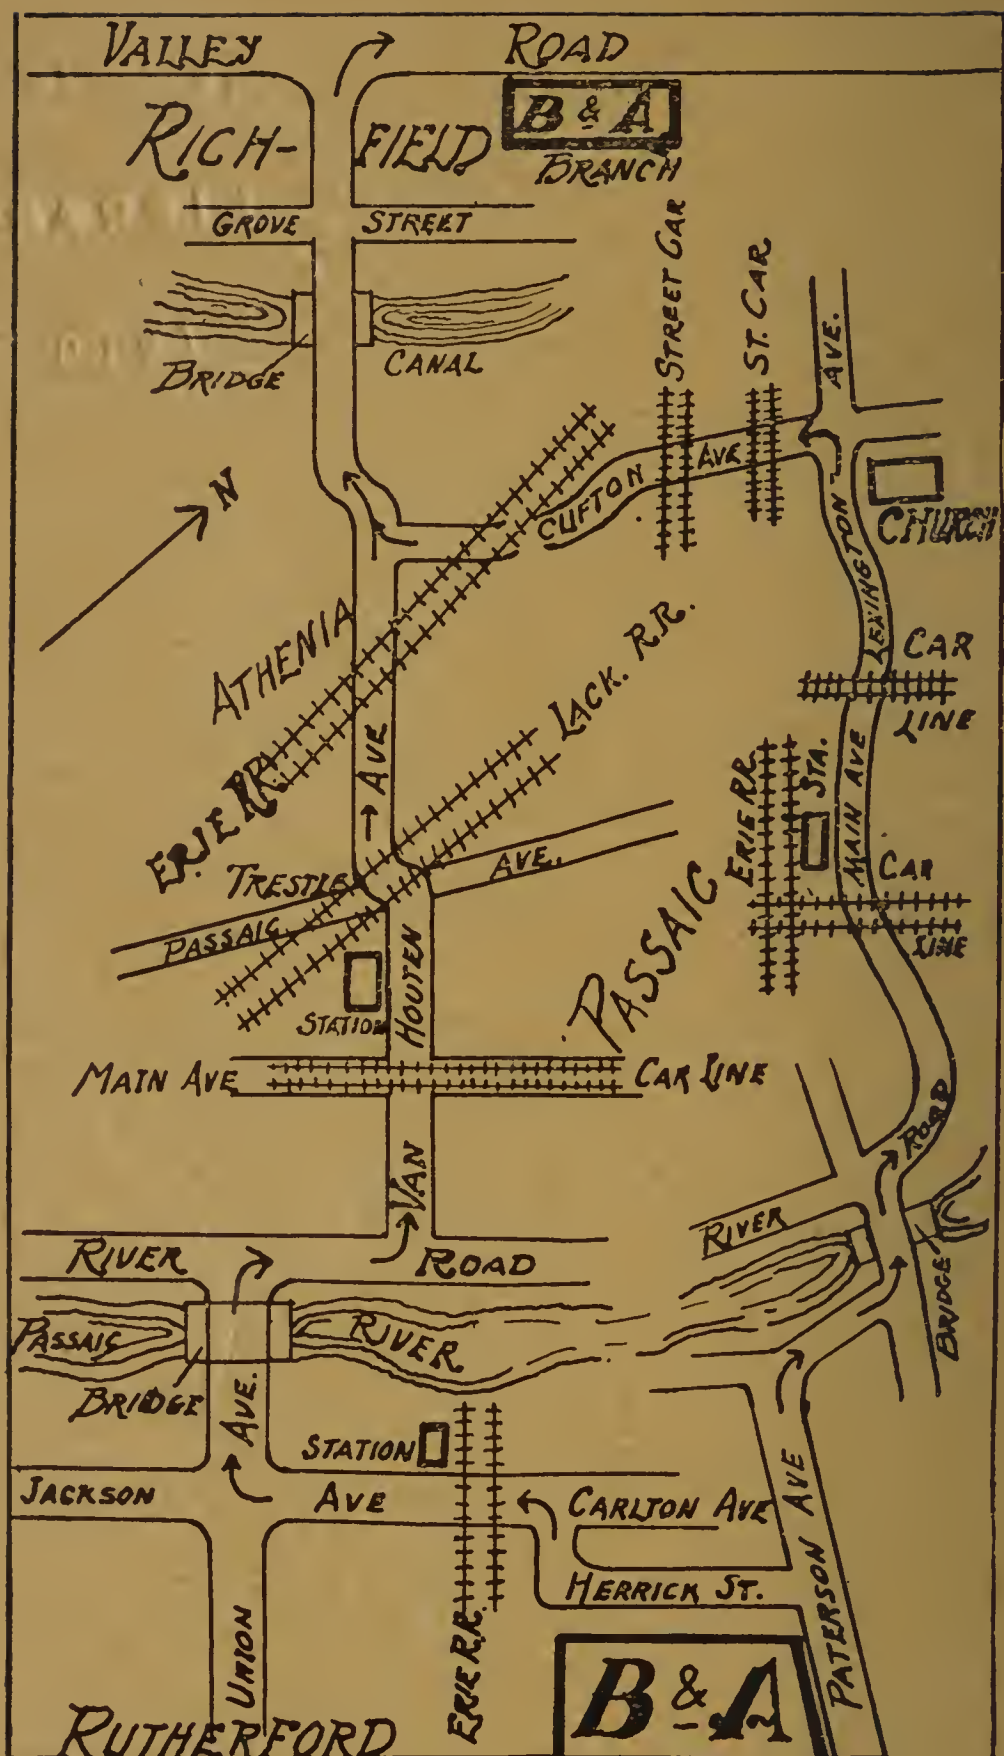 VALLEY ROAD
RICH-FIELD
B & A
BRANCH
GROVE STREET
STREET CAR
ST. CAR
AVE.
BRIDGE
CANAL
N
CLIFTON AVE
LEXINGTON
CHURCH
ATHENIA
ERIE RR.
AVE
LACK. R.R.
CAR
LINE
ERIE RR.
STA.
MAIN AVE
CAR
LINE
TRESTLE
PASSAIC AVE.
PASSAIC
STATION
HOUTEN
MAIN AVE
CAR LINE
VAN
ROAD
RIVER
RIVER ROAD
BRIDGE
PASSAIC RIVER
BRIDGE
AVE.
STATION
JACKSON AVE
CARLTON AVE
HERRICK ST.
PATERSON AVE
UNION
ERIE R.R.
B & A
RUTHERFORD